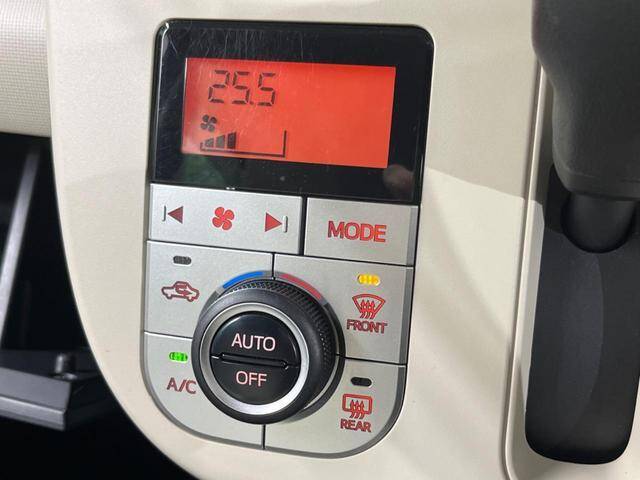 25.5
MODE
FRONT
AUTO
OFF
A/C
REAR